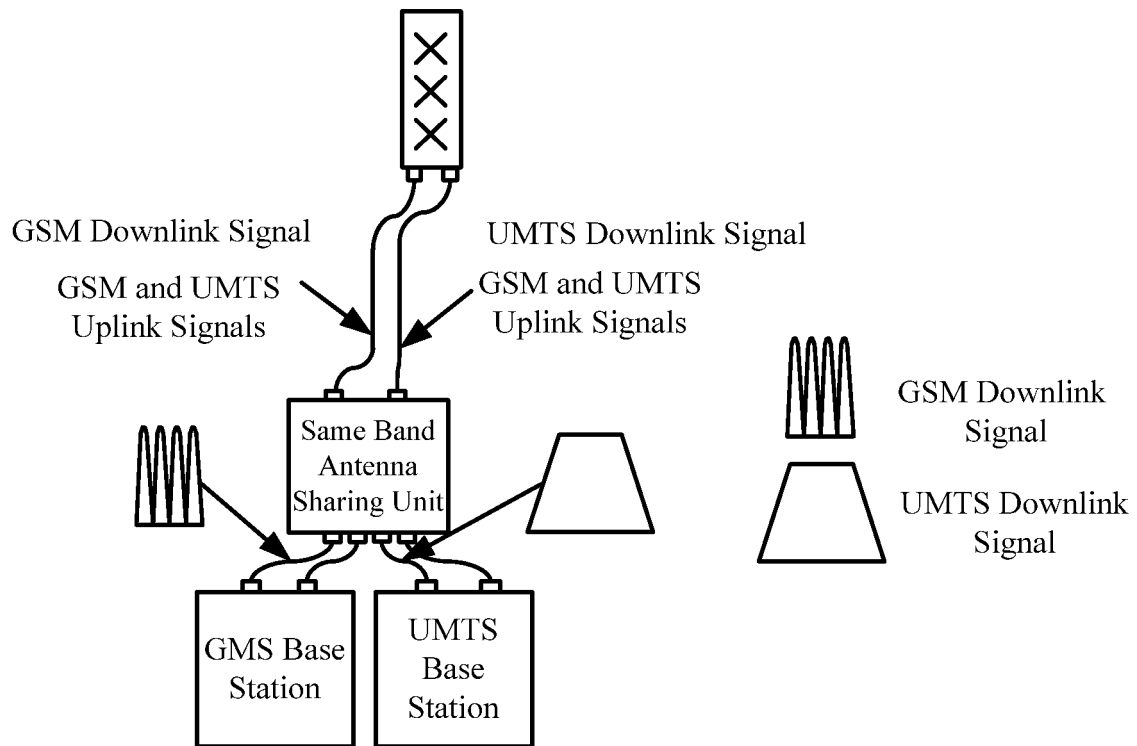 GSM Downlink Signal
GSM and UMTS
Uplink Signals
UMTS Downlink Signal
GSM and UMTS
Uplink Signals
Same Band
Antenna
Sharing Unit
GMS Base
Station
UMTS
Base
Station
GSM Downlink
Signal
UMTS Downlink
Signal